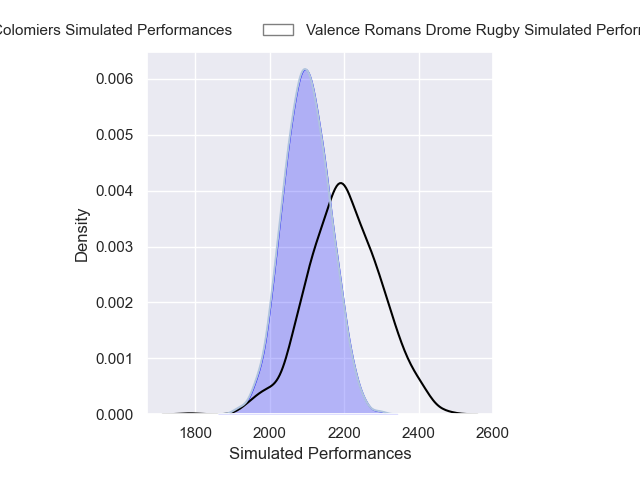 Colomiers Simulated Performances
Valence Romans Drome Rugby Simulated Perfor
0.006
0.005
0.004
0.003
0.002
0.001
0.000
Density
1800 2000 2200 2400 2600
Simulated Performances